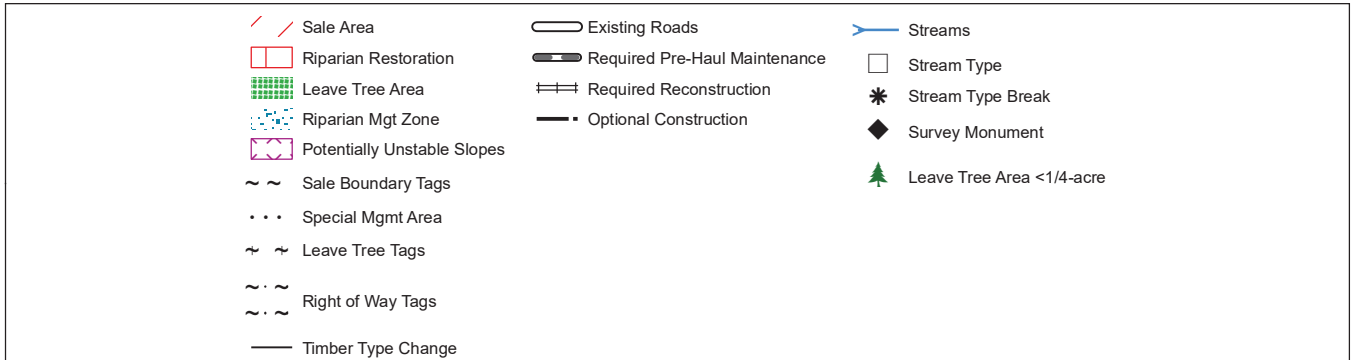 Sale Area
Riparian Restoration
Leave Tree Area
Riparian Mgt Zone
Potentially Unstable Slopes
Sale Boundary Tags
Special Mgmt Area
Leave Tree Tags
Right of Way Tags
Timber Type Change
Existing Roads
Required Pre-Haul Maintenance
Required Reconstruction
Optional Construction
Streams
Stream Type
Stream Type Break
Survey Monument
Leave Tree Area <1/4-acre